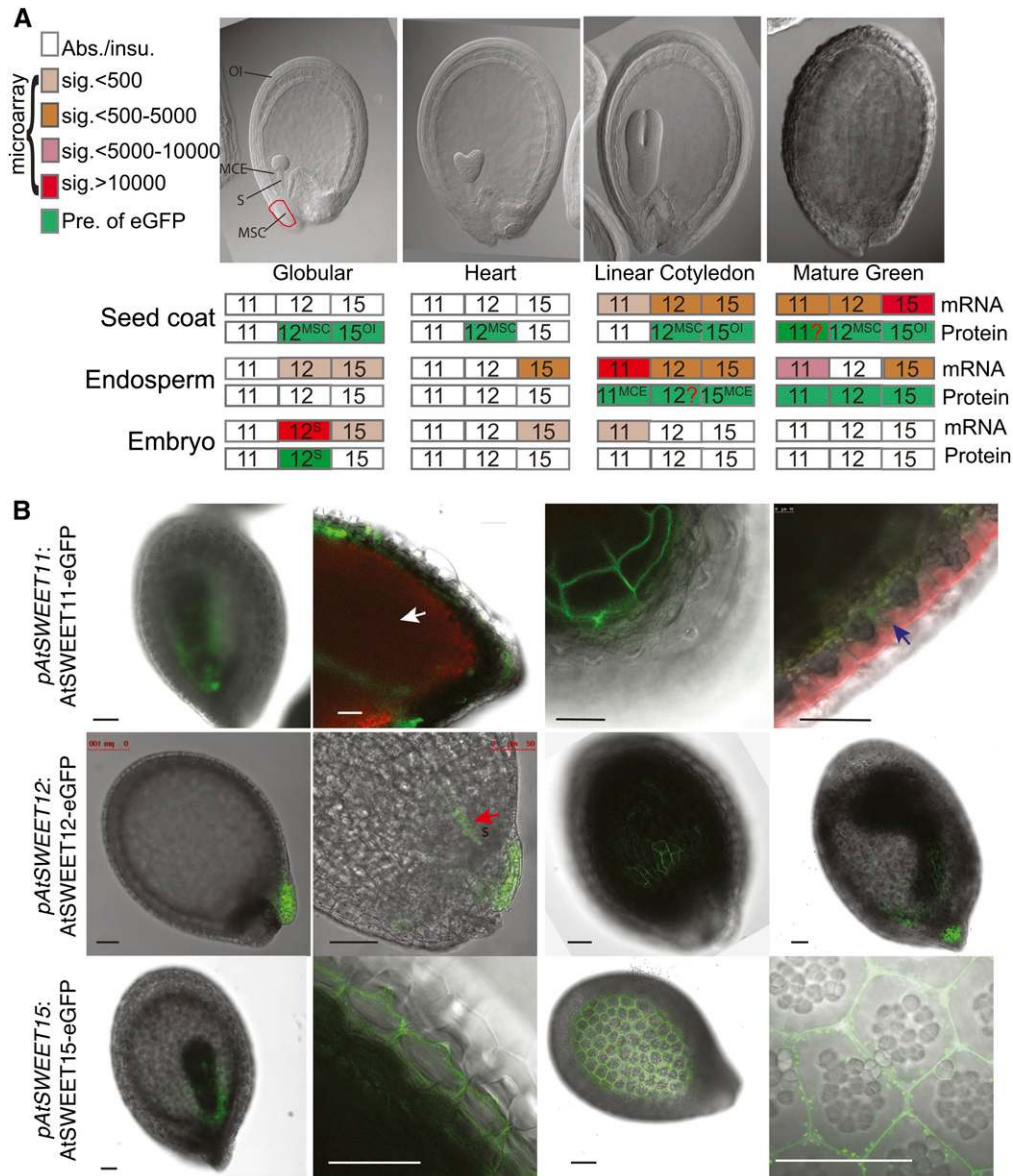 A
Abs./insu.
sig.<500
sig.<500-5000
sig.<5000-10000
sig.>10000
microarray
Pre. of eGFP
OI
MCE
S
MSC
Globular Heart Linear Cotyledon Mature Green
Seed coat
11 12 15 11 12 15 11 12 15 11 12 15 mRNA
11 12MSC 15OI 11 12MSC 15 11 12MSC 15OI 11? 12MSC 15OI Protein
Endosperm
11 12 15 11 12 15 11 12 15 11 12 15 mRNA
11 12 15 11 12 15 11MCE 12? 15MCE 11 12 15 Protein
Embryo
11 12S 15 11 12 15 11 12 15 11 12 15 mRNA
11 12S 15 11 12 15 11 12 15 11 12 15 Protein
B
pAtSWEET11:
AtSWEET11-eGFP
pAtSWEET12:
AtSWEET12-eGFP
0 µm 100
0 µm 50
S
pAtSWEET15:
AtSWEET15-eGFP